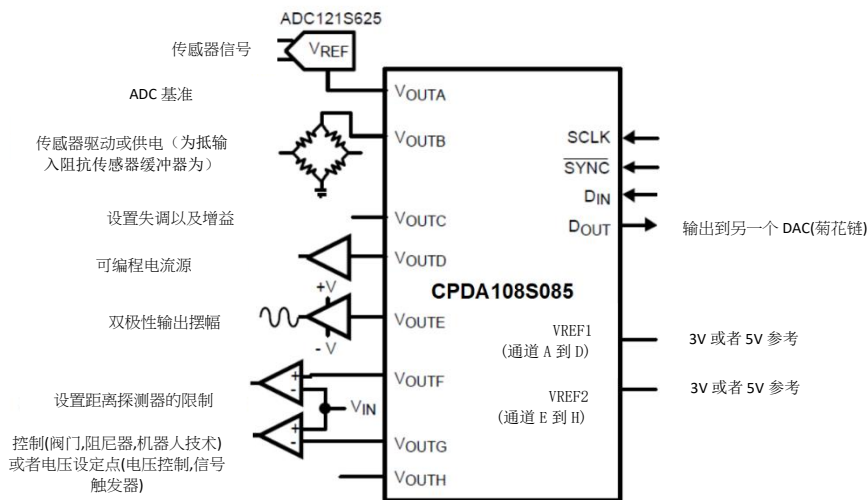 ADC121S625
传感器信号
VREF
ADC 基准
VOUTA
传感器驱动或供电（为抵输
入阻抗传感器缓冲器为）
VOUTB
SCLK
SYNC
DIN
设置失调以及增益
VOUTC
DOUT
输出到另一个 DAC(菊花链)
可编程电流源
VOUTD
CPDA108S085
+V
双极性输出摆幅
VOUTE
- V
VREF1
(通道 A 到 D)
3V 或者 5V 参考
VOUTF
+
-
设置距离探测器的限制
VIN
VREF2
(通道 E 到 H)
3V 或者 5V 参考
控制(阀门,阻尼器,机器人技术)
或者电压设定点(电压控制,信号
触发器)
+
-
VOUTG
VOUTH